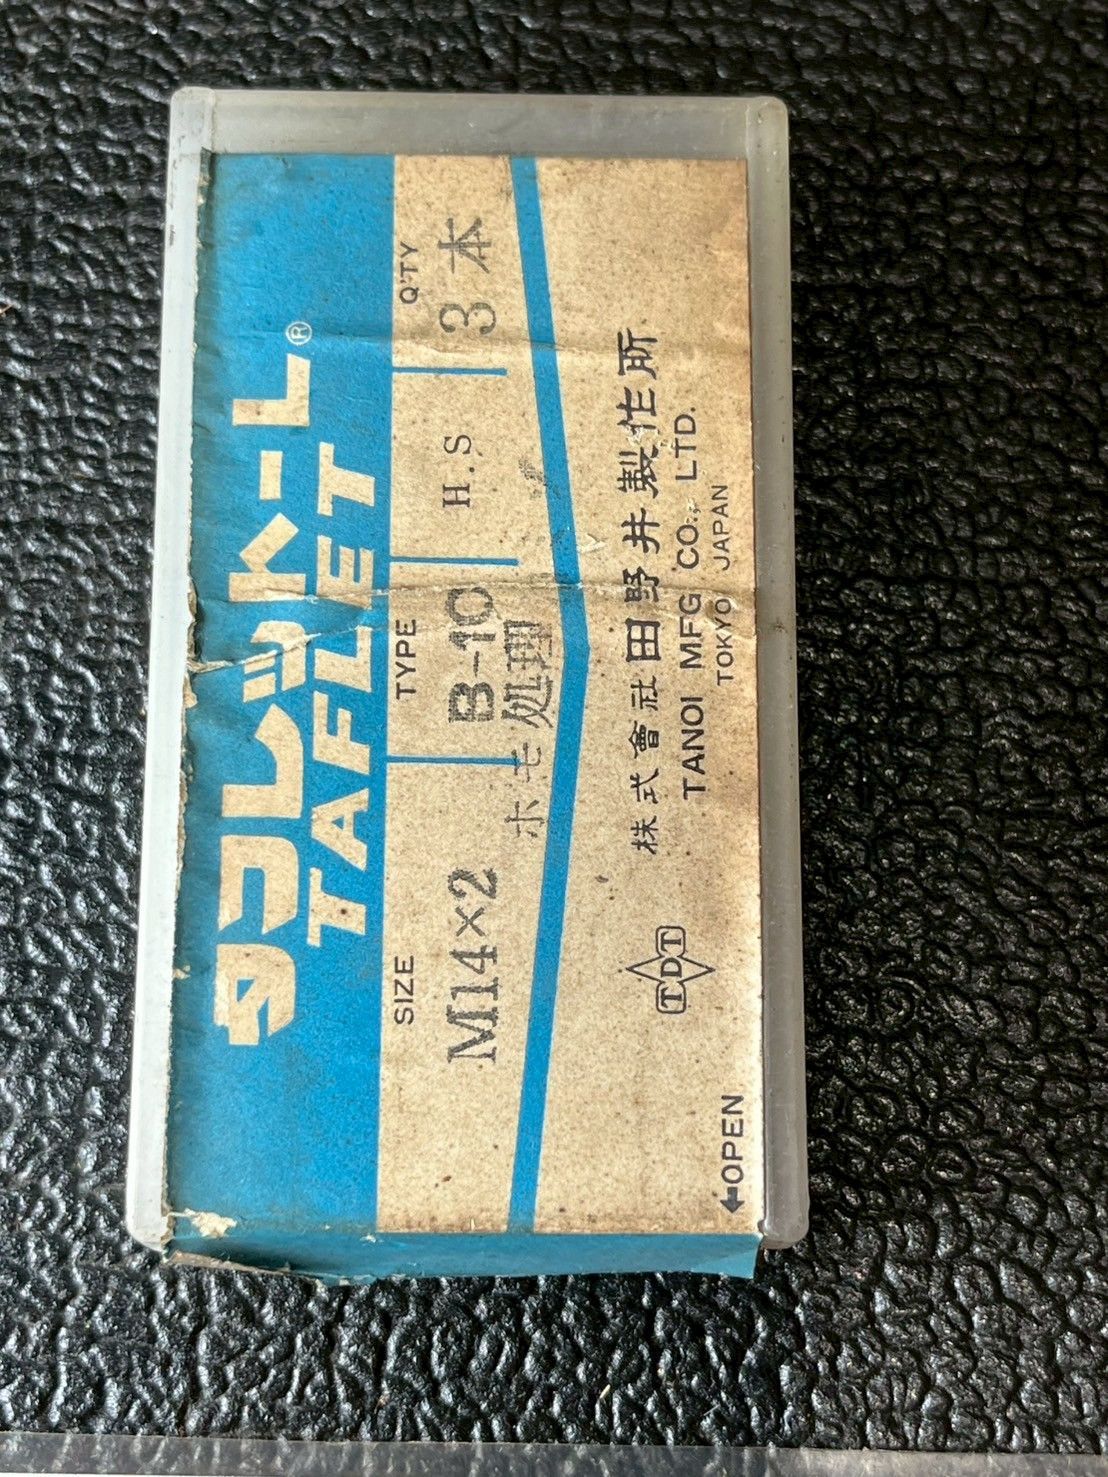 タフレット-L®
TAFLET
SIZE TYPE Q'TY
M14×2 B-10 H.S 3本
ホモ処理
株式會社田野井製作所
TDT TANOI MFG CO., LTD.
TOKYO JAPAN
←OPEN